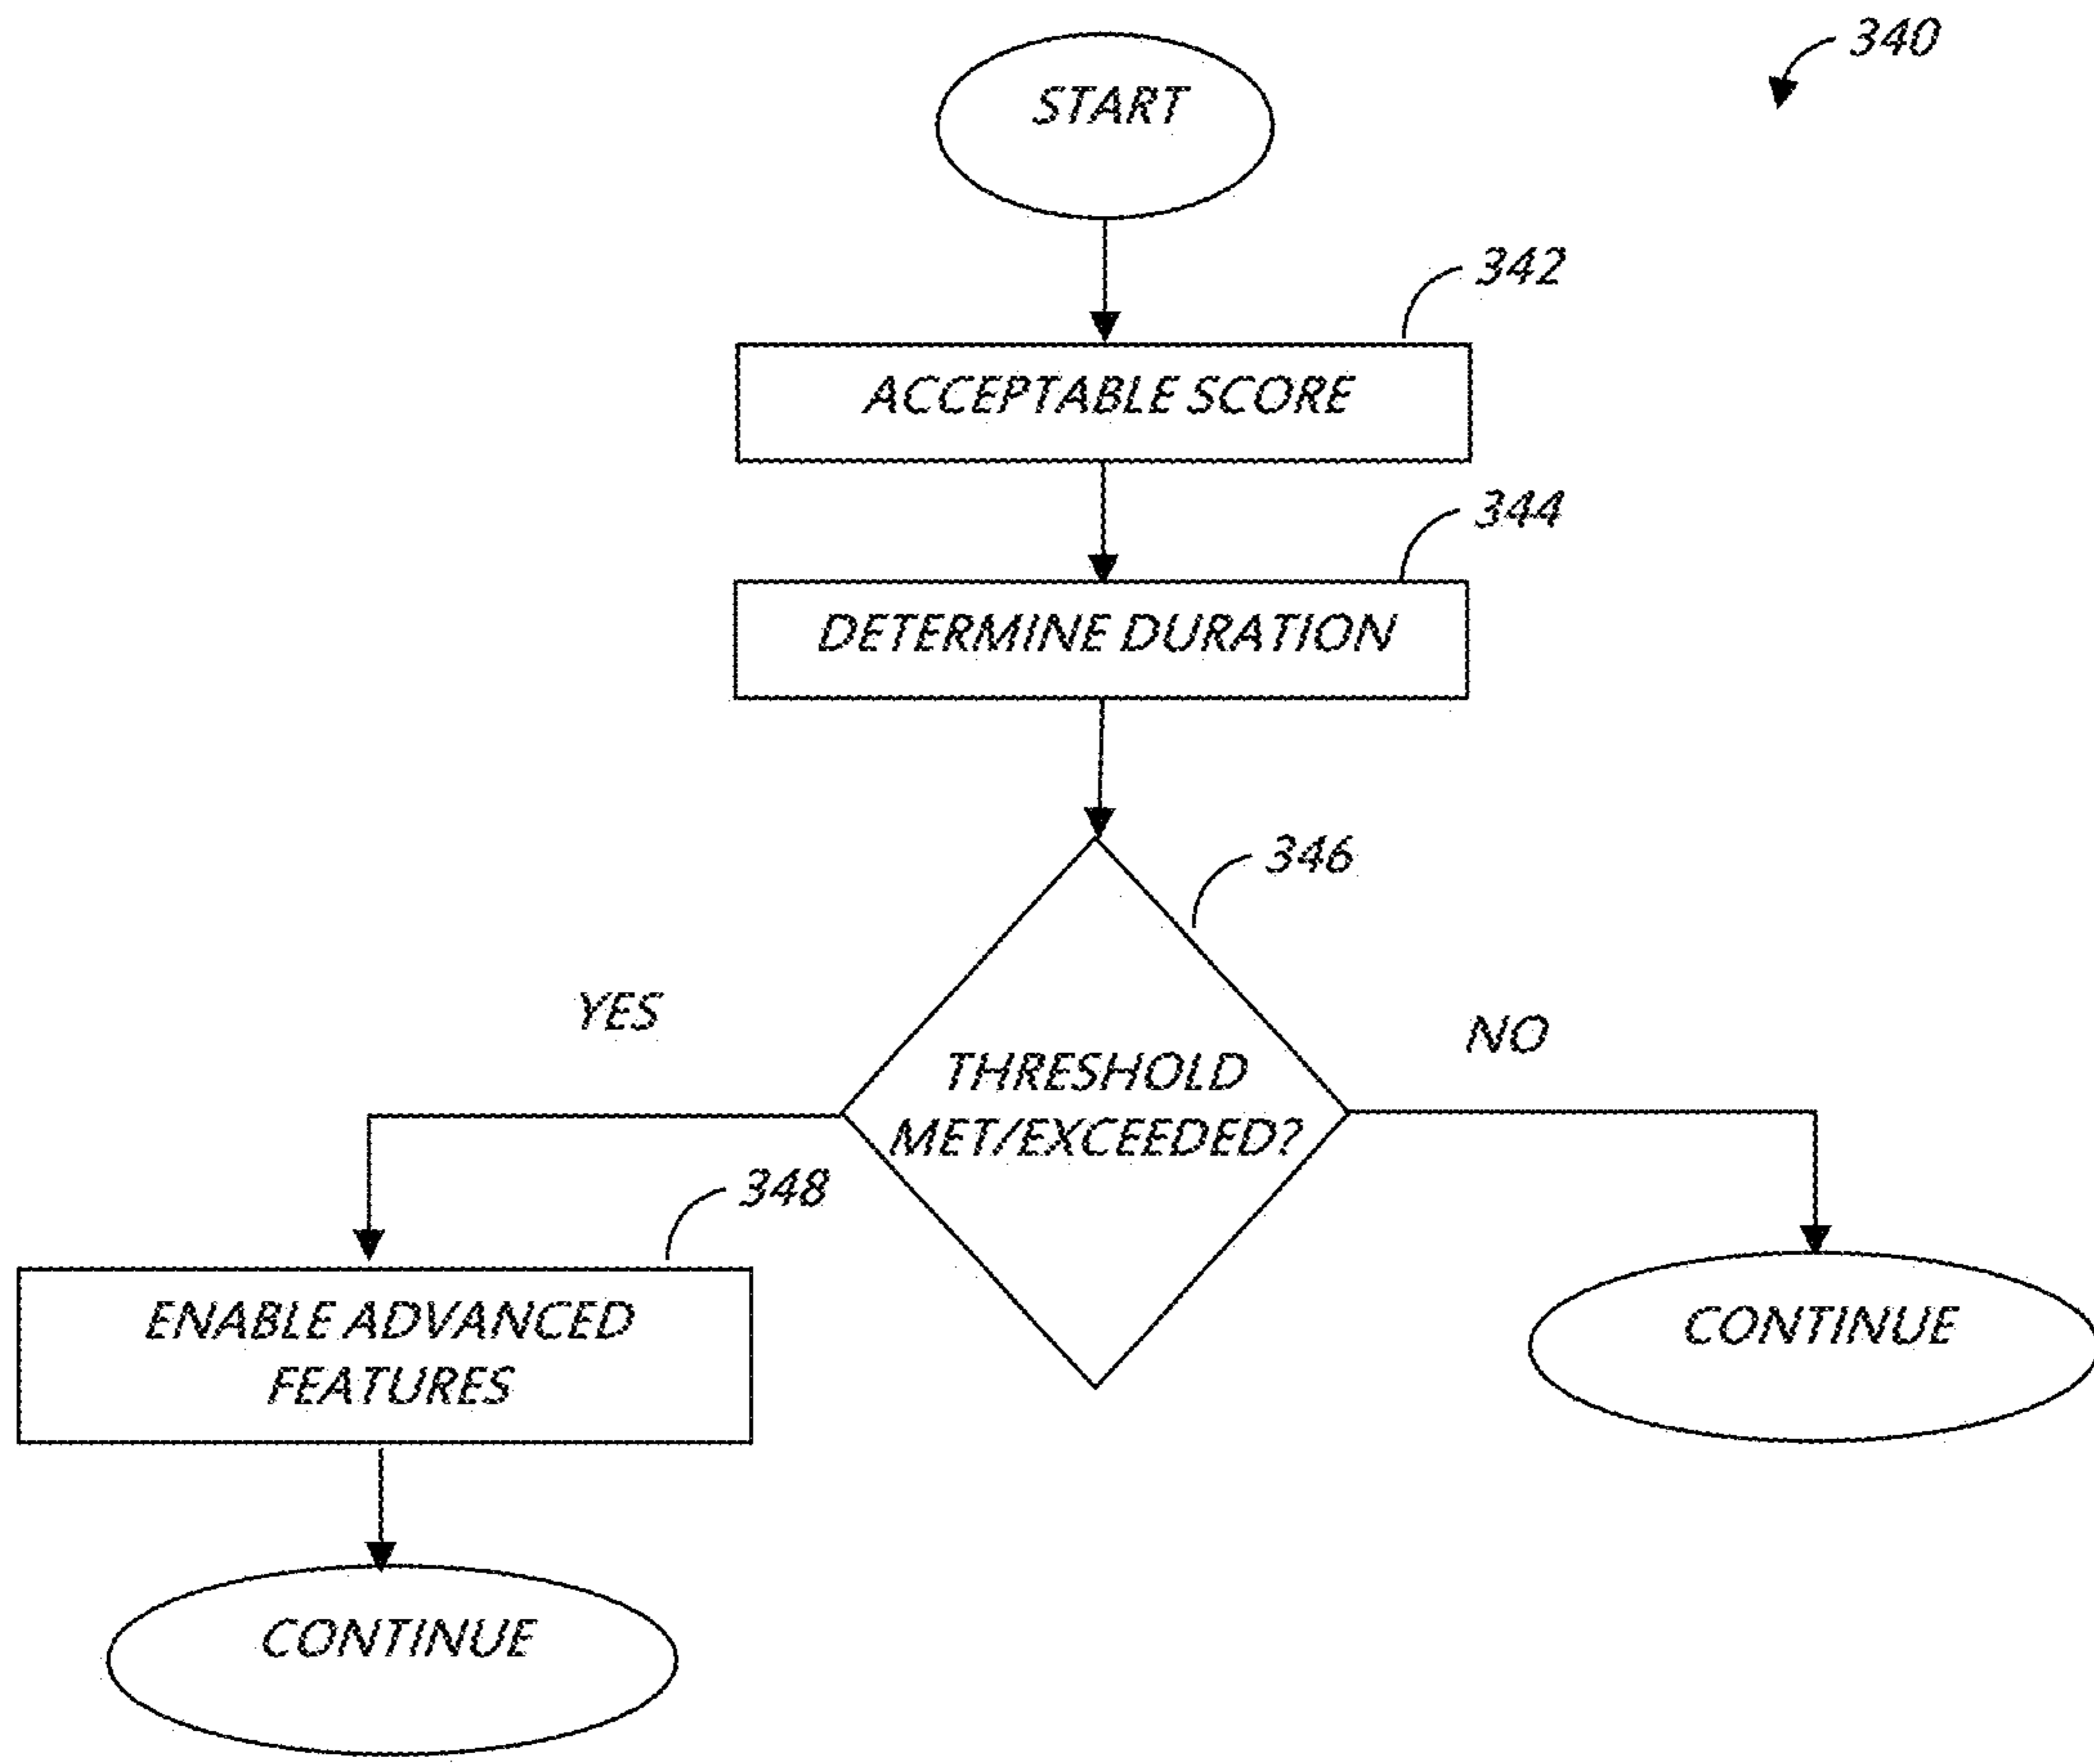 340
START
342
ACCEPTABLE SCORE
344
DETERMINE DURATION
346
YES
NO
THRESHOLD
MET/EXCEEDED?
348
ENABLE ADVANCED
FEATURES
CONTINUE
CONTINUE